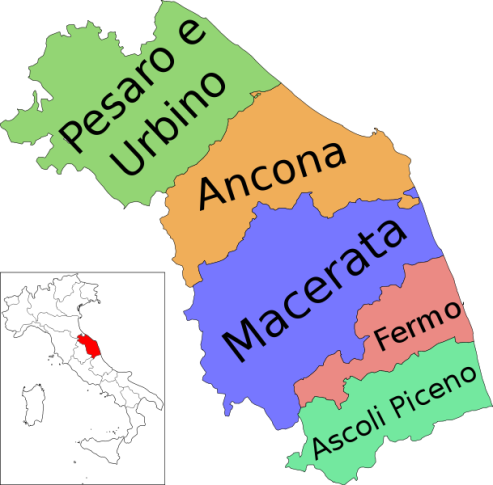 Pesaro e
Urbino
Ancona
Macerata
Fermo
Ascoli Piceno